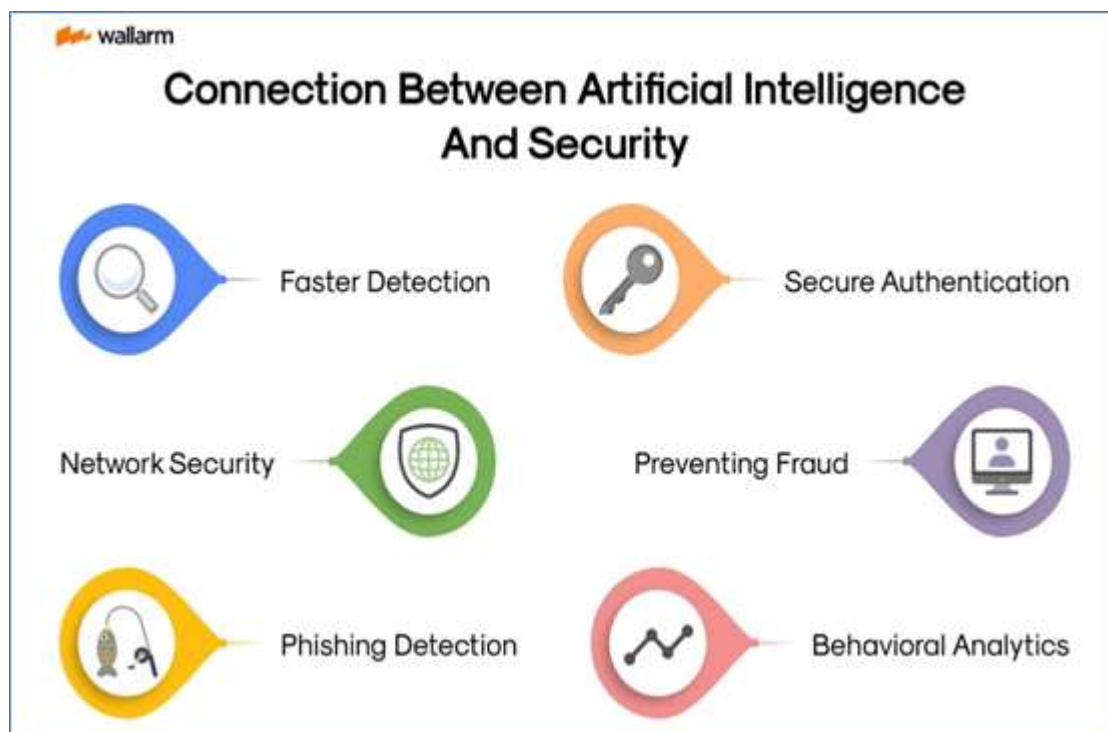 wallarm
Connection Between Artificial Intelligence
And Security
Faster Detection
Secure Authentication
Network Security
Preventing Fraud
Phishing Detection
Behavioral Analytics